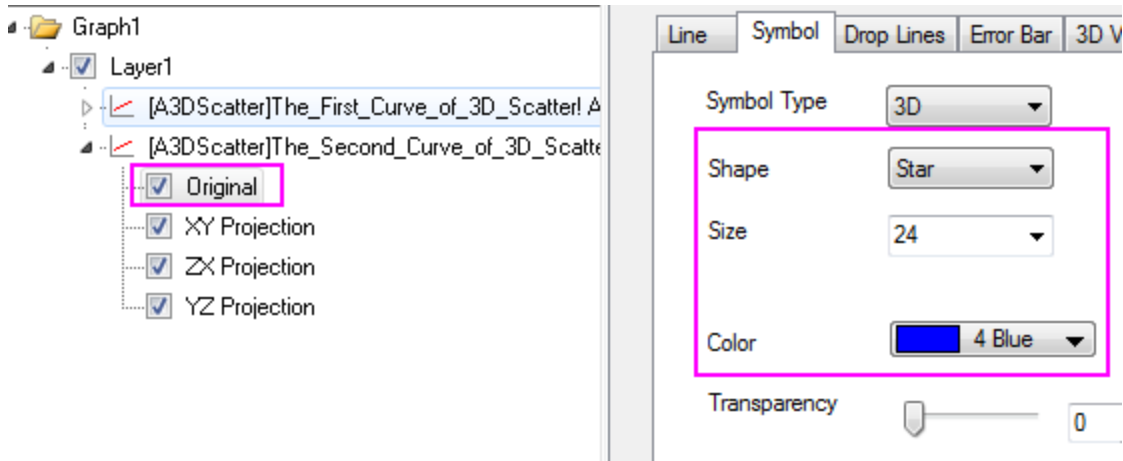 Graph1
Layer1
[A3DScatter]The_First_Curve_of_3D_Scatter! A
[A3DScatter]The_Second_Curve_of_3D_Scatte
Original
XY Projection
ZX Projection
YZ Projection
Line Symbol Drop Lines Error Bar 3D V
Symbol Type 3D
Shape Star
Size 24
Color 4 Blue
Transparency 0